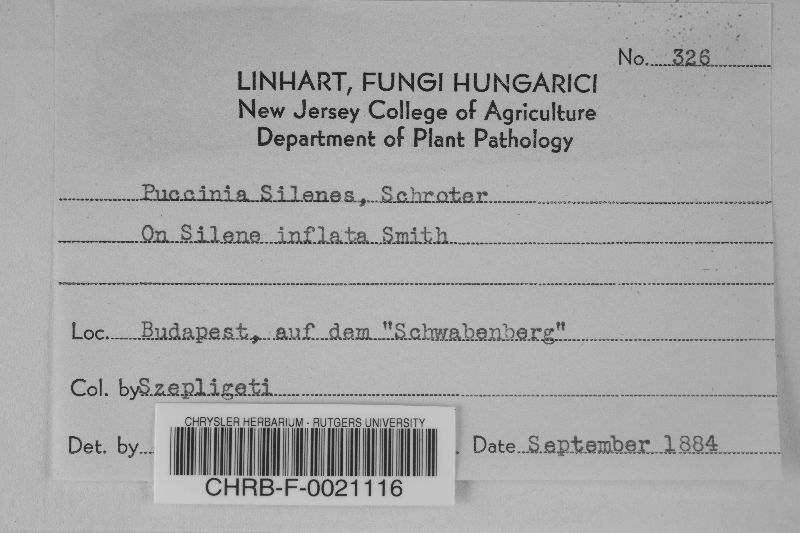 No. 326
LINHART, FUNGI HUNGARICI
New Jersey College of Agriculture
Department of Plant Pathology
Puccinia Silenes, Schroter
On Silene inflata Smith
Loc. Budapest, auf dem "Schwabenberg"
Col. by Szepligeti
Det. by
Date September 1884
CHRYSLER HERBARIUM - RUTGERS UNIVERSITY
CHRB-F-0021116